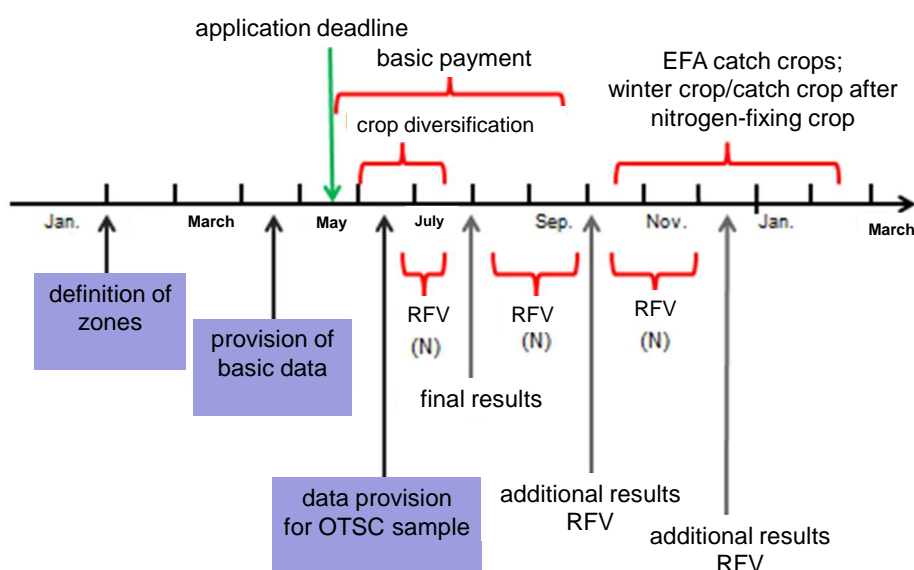 application deadline
basic payment
EFA catch crops;
winter crop/catch crop after
nitrogen-fixing crop
crop diversification
Jan.
March
May
July
Sep.
Nov.
Jan.
March
definition of
zones
provision of
basic data
RFV
(N)
RFV
(N)
RFV
(N)
final results
data provision
for OTSC sample
additional results
RFV
additional results
RFV